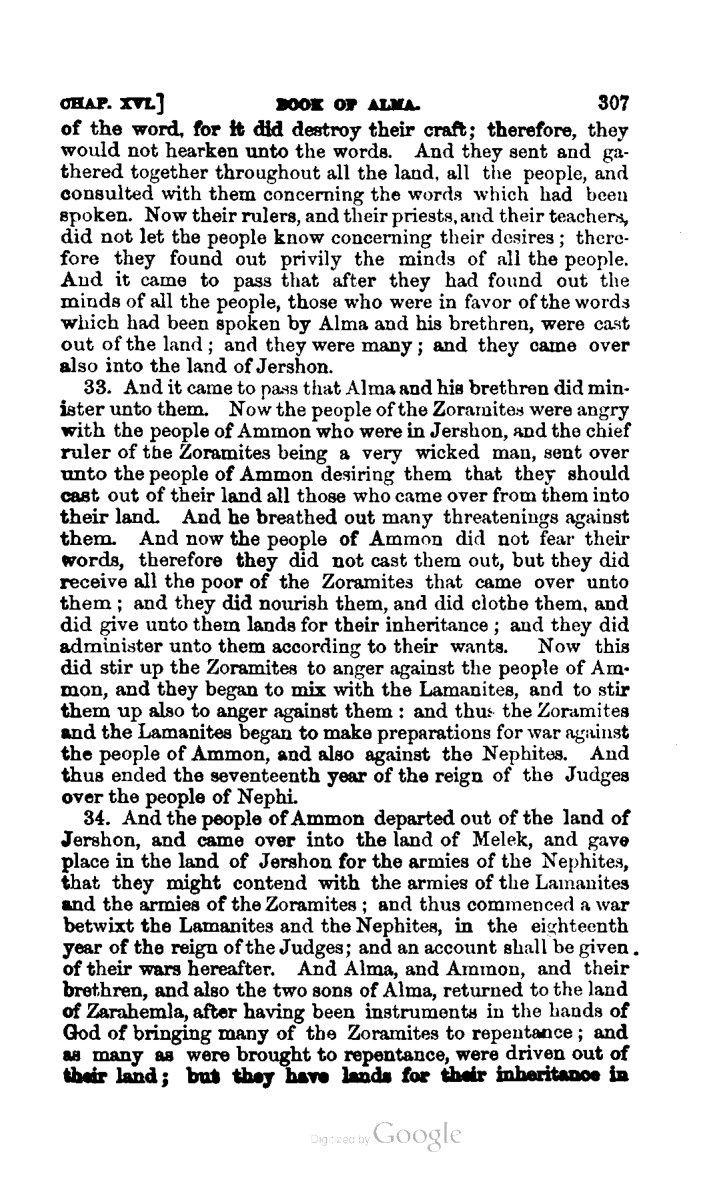 CHAP. XVI.] BOOK OF ALMA. 307
of the word, for it did destroy their craft; therefore, they
would not hearken unto the words. And they sent and ga-
thered together throughout all the land, all the people, and
consulted with them concerning the words which had been
spoken. Now their rulers, and their priests, and their teachers,
did not let the people know concerning their desires; there-
fore they found out privily the minds of all the people.
And it came to pass that after they had found out the
minds of all the people, those who were in favor of the words
which had been spoken by Alma and his brethren, were cast
out of the land; and they were many; and they came over
also into the land of Jershon.
33. And it came to pass that Alma and his brethren did min-
ister unto them. Now the people of the Zoramites were angry
with the people of Ammon who were in Jershon, and the chief
ruler of the Zoramites being a very wicked man, sent over
unto the people of Ammon desiring them that they should
cast out of their land all those who came over from them into
their land. And he breathed out many threatenings against
them. And now the people of Ammon did not fear their
words, therefore they did not cast them out, but they did
receive all the poor of the Zoramites that came over unto
them; and they did nourish them, and did clothe them, and
did give unto them lands for their inheritance; and they did
administer unto them according to their wants. Now this
did stir up the Zoramites to anger against the people of Am-
mon, and they began to mix with the Lamanites, and to stir
them up also to anger against them: and thus the Zoramites
and the Lamanites began to make preparations for war against
the people of Ammon, and also against the Nephites. And
thus ended the seventeenth year of the reign of the Judges
over the people of Nephi.
34. And the people of Ammon departed out of the land of
Jershon, and came over into the land of Melek, and gave
place in the land of Jershon for the armies of the Nephites,
that they might contend with the armies of the Lamanites
and the armies of the Zoramites; and thus commenced a war
betwixt the Lamanites and the Nephites, in the eighteenth
year of the reign of the Judges; and an account shall be given.
of their wars hereafter. And Alma, and Ammon, and their
brethren, and also the two sons of Alma, returned to the land
of Zarahemla, after having been instruments in the hands of
God of bringing many of the Zoramites to repentance; and
as many as were brought to repentance, were driven out of
their land; but they have lands for their inheritance in
Digitized by Google